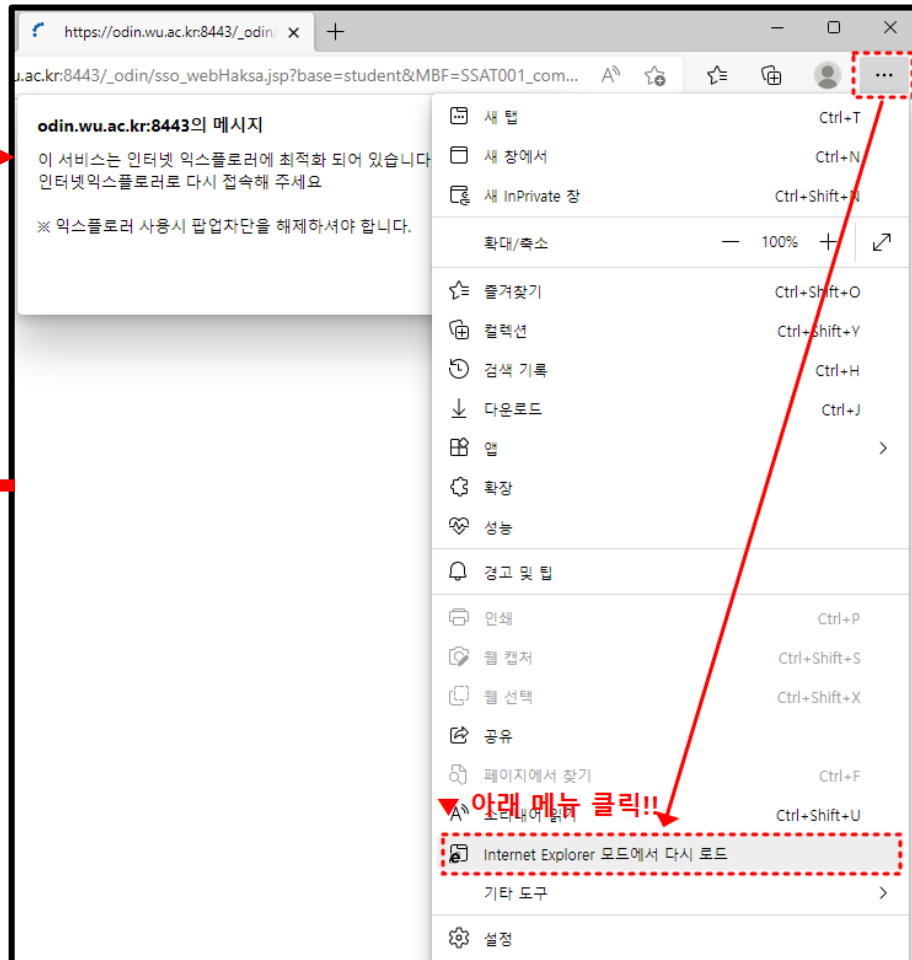 https://odin.wu.ac.kr:8443/_odin/
u.ac.kr:8443/_odin/sso_webHaksa.jsp?base=student&MBF=SSAT001_com...
odin.wu.ac.kr:8443의 메시지
이 서비스는 인터넷 익스플로러에 최적화 되어 있습니다
인터넷익스플로러로 다시 접속해 주세요
※ 익스플로러 사용시 팝업차단을 해제하셔야 합니다.
새 탭 Ctrl+T
새 창에서 Ctrl+N
새 InPrivate 창 Ctrl+Shift+N
확대/축소 — 100% +
즐겨찾기 Ctrl+Shift+O
컬렉션 Ctrl+Shift+Y
검색 기록 Ctrl+H
다운로드 Ctrl+J
앱
확장
성능
경고 및 팁
인쇄 Ctrl+P
웹 캡처 Ctrl+Shift+S
웹 선택 Ctrl+Shift+X
공유
페이지에서 찾기 Ctrl+F
▼ 아래 메뉴 클릭!!
소리내어 읽기 Ctrl+Shift+U
Internet Explorer 모드에서 다시 로드
기타 도구
설정